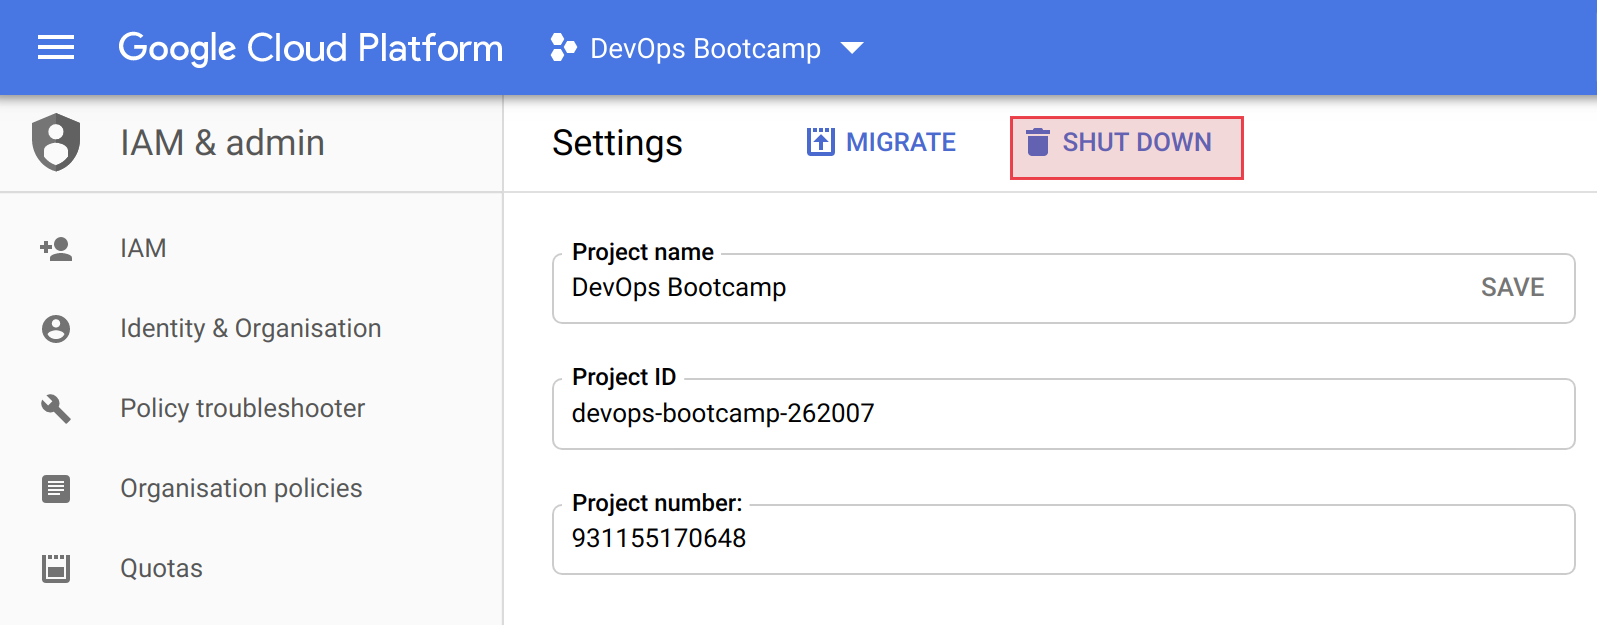 Google Cloud Platform DevOps Bootcamp
IAM & admin
Settings MIGRATE SHUT DOWN
IAM
Identity & Organisation
Policy troubleshooter
Organisation policies
Quotas
Project name
DevOps Bootcamp SAVE
Project ID
devops-bootcamp-262007
Project number:
931155170648